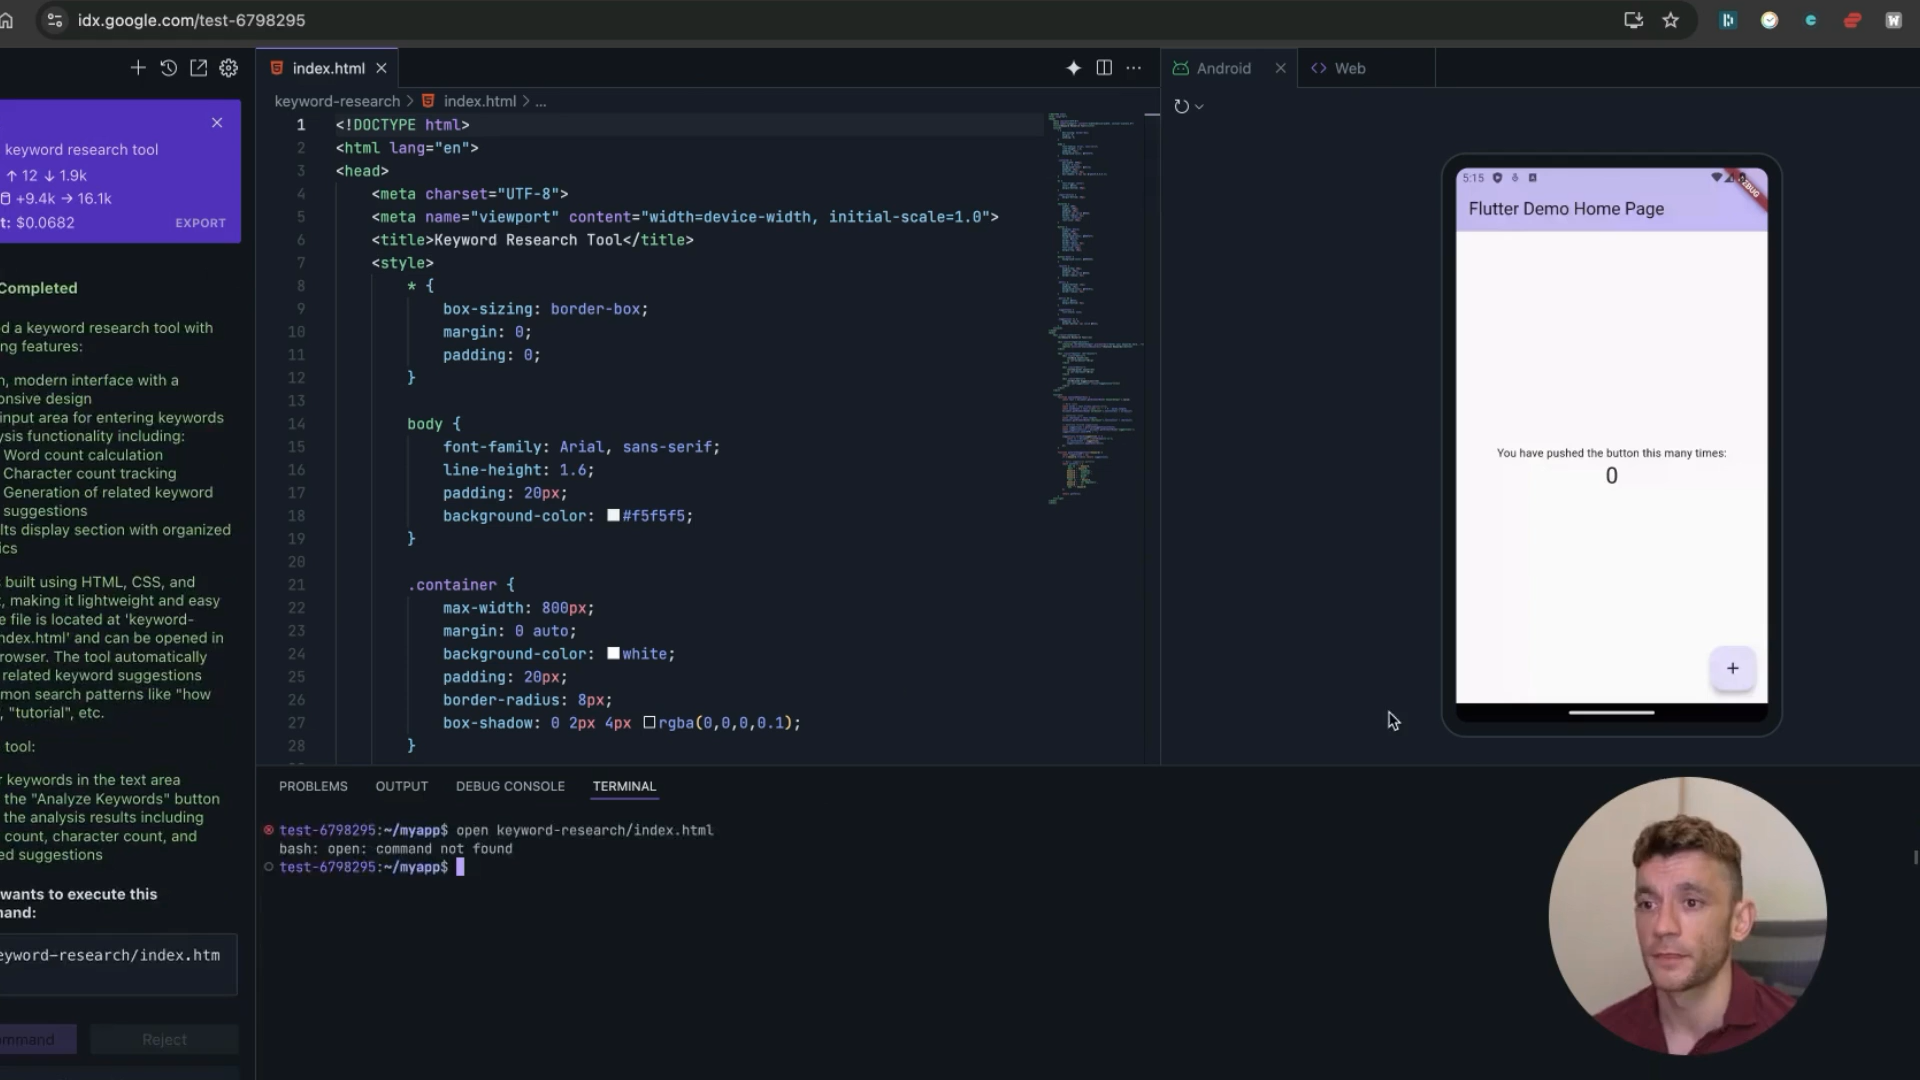 idx.google.com/test-6798295
index.html
Android
Web
keyword research tool
↑ 12 ↓ 1.9k
+9.4k → 16.1k
t: $0.0682
EXPORT
Completed
d a keyword research tool with
ng features:
n, modern interface with a
onsive design
input area for entering keywords
ysis functionality including:
Word count calculation
Character count tracking
Generation of related keyword
suggestions
lts display section with organized
ics
s built using HTML, CSS, and
, making it lightweight and easy
e file is located at 'keyword-
ndex.html' and can be opened in
rowser. The tool automatically
related keyword suggestions
mon search patterns like "how
, "tutorial", etc.
tool:
r keywords in the text area
the "Analyze Keywords" button
the analysis results including
count, character count, and
ed suggestions
wants to execute this
mand:
eyword-research/index.htm
mmand
Reject
keyword-research > index.html > ...
1 <!DOCTYPE html>
2 <html lang="en">
3 <head>
4 <meta charset="UTF-8">
5 <meta name="viewport" content="width=device-width, initial-scale=1.0">
6 <title>Keyword Research Tool</title>
7 <style>
8 * {
9 box-sizing: border-box;
10 margin: 0;
11 padding: 0;
12 }
13
14 body {
15 font-family: Arial, sans-serif;
16 line-height: 1.6;
17 padding: 20px;
18 background-color: #f5f5f5;
19 }
20
21 .container {
22 max-width: 800px;
23 margin: 0 auto;
24 background-color: white;
25 padding: 20px;
26 border-radius: 8px;
27 box-shadow: 0 2px 4px rgba(0,0,0,0.1);
28 }
PROBLEMS OUTPUT DEBUG CONSOLE TERMINAL
test-6798295:~/myapp$ open keyword-research/index.html
bash: open: command not found
test-6798295:~/myapp$
5:15
DEBUG
Flutter Demo Home Page
You have pushed the button this many times:
0
+